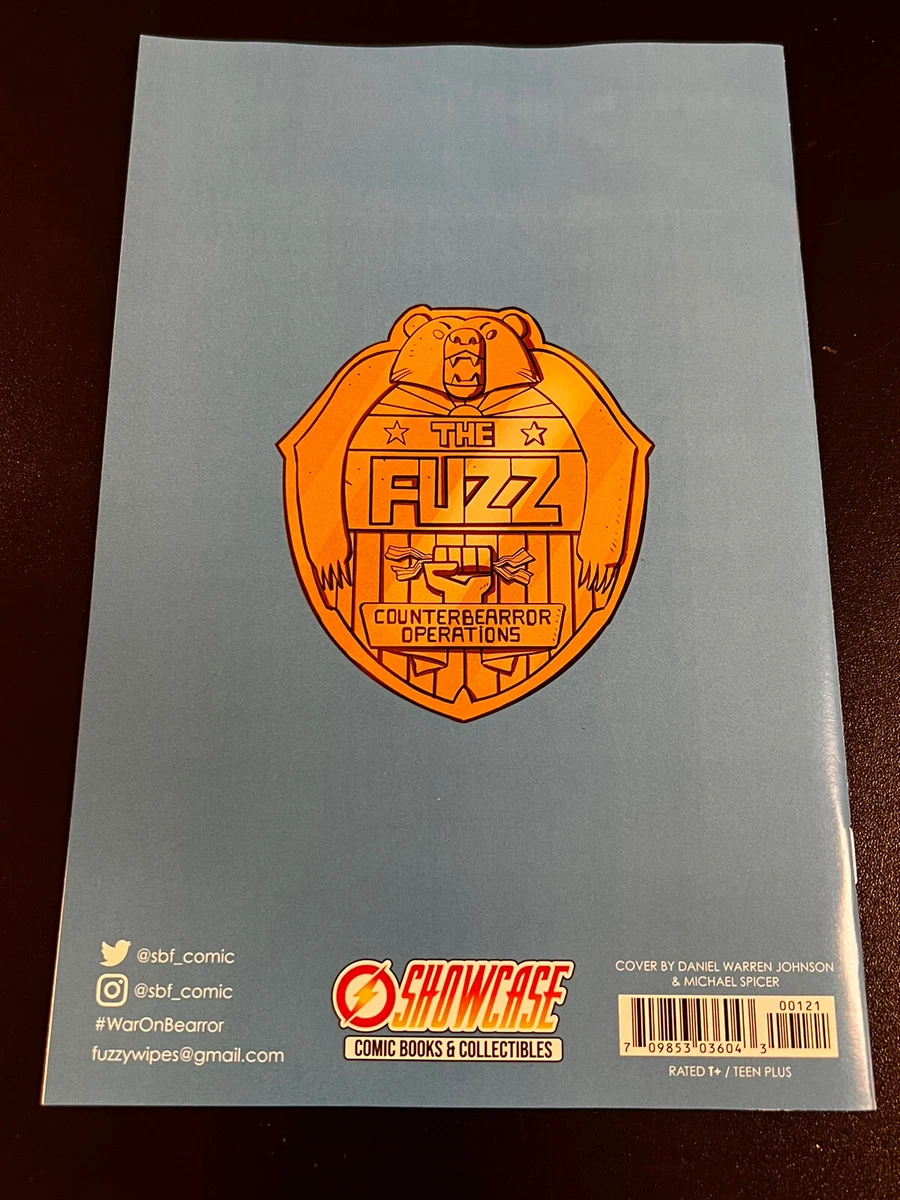 THE
FUZZ
COUNTERBEARROR
OPERATIONS
@sbf_comic
@sbf_comic
#WarOnBearror
fuzzywipes@gmail.com
SHOWCASE
COMIC BOOKS & COLLECTIBLES
COVER BY DANIEL WARREN JOHNSON
& MICHAEL SPICER
00121
7 09853 03604 3
RATED T+ / TEEN PLUS